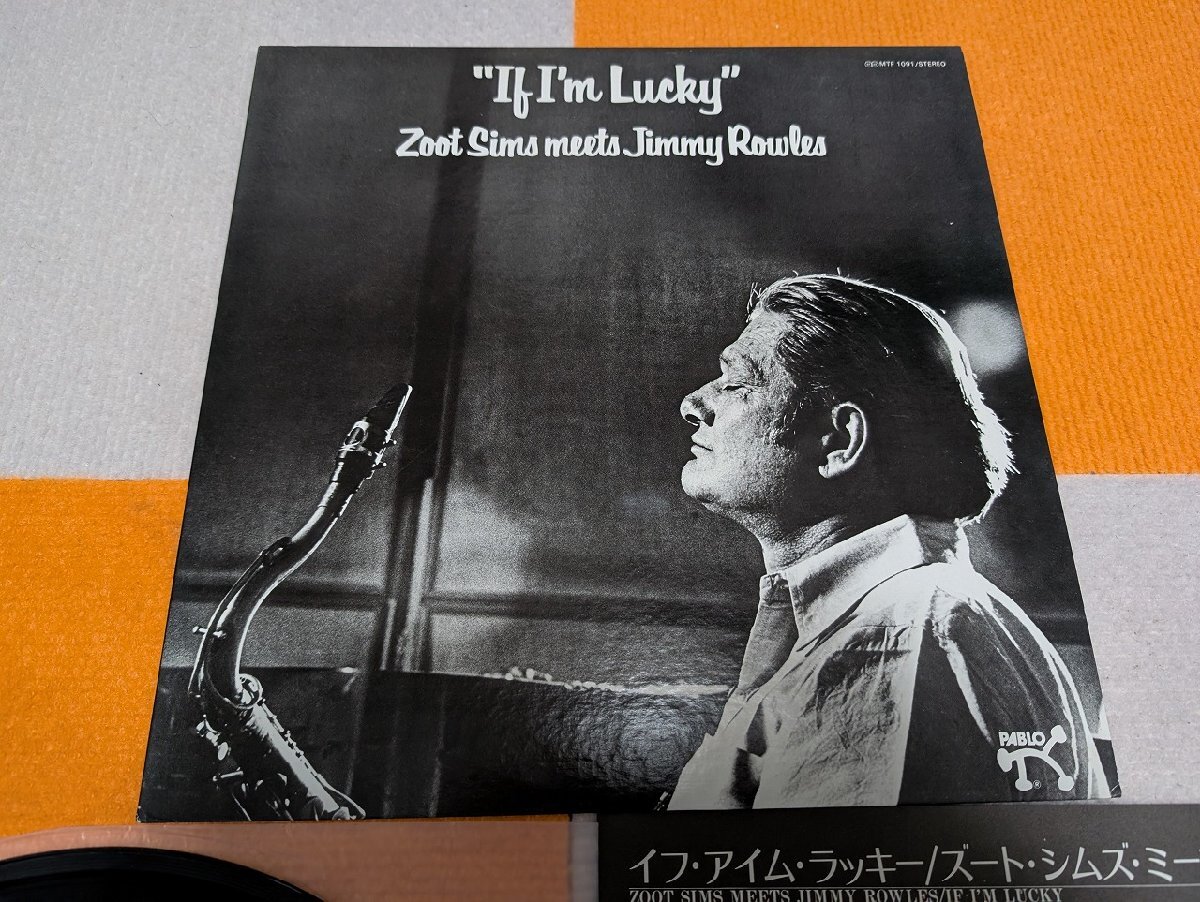 "If I'm Lucky"
MTF 1091/STEREO
Zoot Sims meets Jimmy Rowles
PABLO
®
イフ・アイム・ラッキー/ズート・シムズ・ミー
ZOOT SIMS MEETS JIMMY ROWLES/IF I'M LUCKY